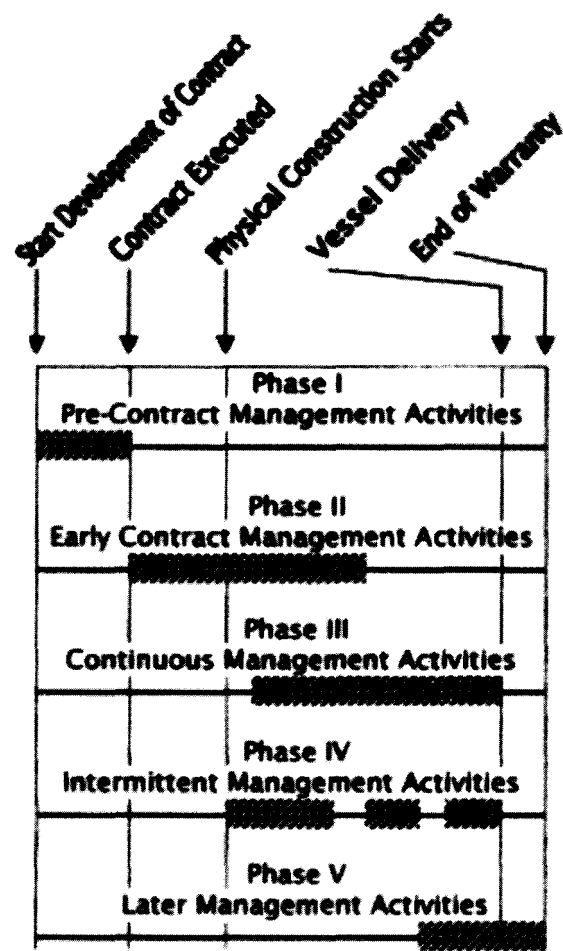 Start Development of Contract
Contract Executed
Physical Construction Starts
Vessel Delivery
End of Warranty
Phase I
Pre-Contract Management Activities
Phase II
Early Contract Management Activities
Phase III
Continuous Management Activities
Phase IV
Intermittent Management Activities
Phase V
Later Management Activities